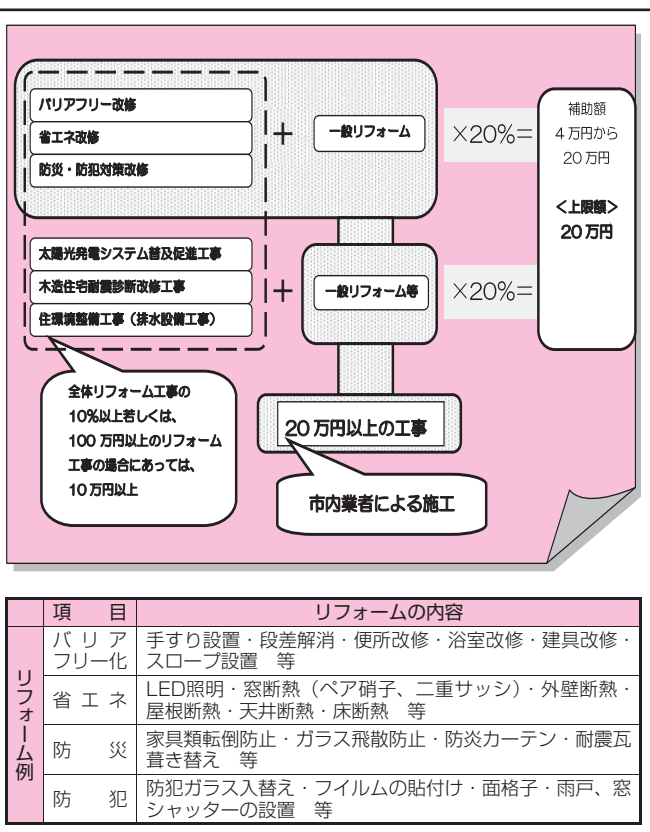 バリアフリー改修
省エネ改修
防災・防犯対策改修
＋
一般リフォーム
×20%＝
補助額
４万円から
20万円
＜上限額＞
20万円
太陽光発電システム普及促進工事
木造住宅耐震診断改修工事
住環境整備工事（排水設備工事）
＋
一般リフォーム等
×20%＝
全体リフォーム工事の
10%以上若しくは、
100万円以上のリフォーム
工事の場合にあっては、
10万円以上
20万円以上の工事
市内業者による施工
項　目　リフォームの内容
リフォーム例
バリア
フリー化
手すり設置・段差解消・便所改修・浴室改修・建具改修・
スロープ設置　等
省エネ
LED照明・窓断熱（ペア硝子、二重サッシ）・外壁断熱・
屋根断熱・天井断熱・床断熱　等
防　災
家具類転倒防止・ガラス飛散防止・防炎カーテン・耐震瓦
葺き替え　等
防　犯
防犯ガラス入替え・フイルムの貼付け・面格子・雨戸、窓
シャッターの設置　等